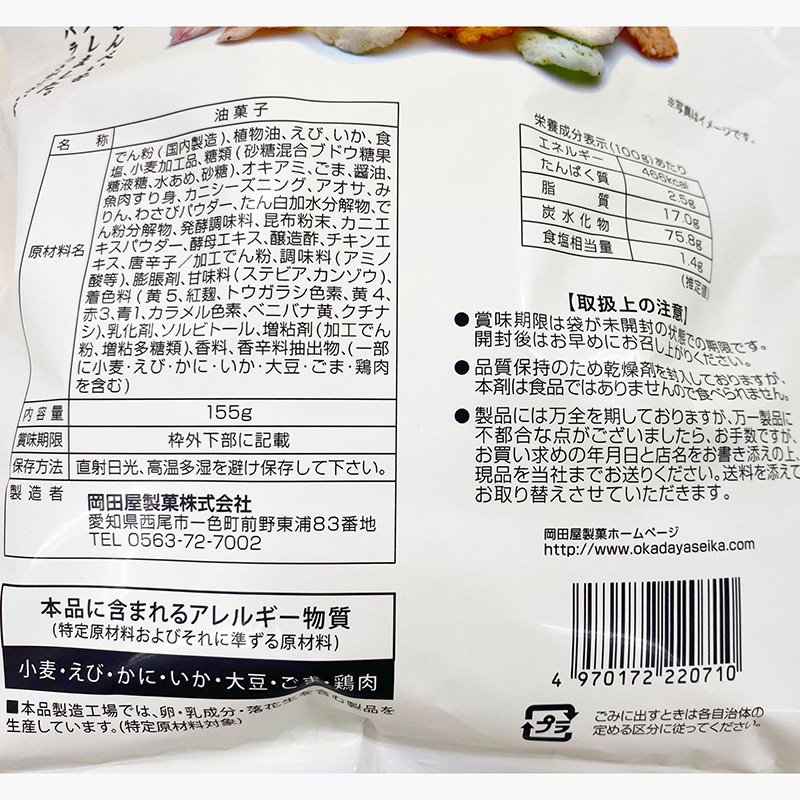 ※写真はイメージです。
名 称
油菓子
原材料名
でん粉(国内製造)、植物油、えび、いか、食
塩、小麦加工品、糖類(砂糖混合ブドウ糖果
糖液糖、水あめ、砂糖)、オキアミ、ごま、醤油、
魚肉すり身、カニシーズニング、アオサ、み
りん、わさびパウダー、たん白加水分解物、で
ん粉分解物、発酵調味料、昆布粉末、カニエ
キスパウダー、酵母エキス、醸造酢、チキンエ
キス、唐辛子/加工でん粉、調味料(アミノ
酸等)、膨脹剤、甘味料(ステビア、カンゾウ)、
着色料(黄5、紅麹、トウガラシ色素、黄4、
赤3、青1、カラメル色素、ベニバナ黄、クチナ
シ)、乳化剤、ソルビトール、増粘剤(加工でん
粉、増粘多糖類)、香料、香辛料抽出物、(一部
に小麦・えび・かに・いか・大豆・ごま・鶏肉
を含む)
内容量
155g
賞味期限
枠外下部に記載
保存方法
直射日光、高温多湿を避け保存して下さい。
製造者
岡田屋製菓株式会社
愛知県西尾市一色町前野東浦83番地
TEL 0563-72-7002
本品に含まれるアレルギー物質
(特定原材料およびそれに準ずる原材料)
小麦・えび・かに・いか・大豆・ごま・鶏肉
■本品製造工場では、卵・乳成分・落花生を含む製品を
生産しています。(特定原材料対象)
栄養成分表示(100g)あたり
エネルギー 466kcal
たんぱく質 2.5g
脂 質 17.0g
炭水化物 75.8g
食塩相当量 1.4g
(推定値)
【取扱上の注意】
●賞味期限は袋が未開封の状態での期限です。
開封後はお早めにお召し上がりください。
●品質保持のため乾燥剤を封入しておりますが、
本剤は食品ではありませんので食べられません。
●製品には万全を期しておりますが、万一製品に
不都合な点がございましたら、お手数ですが、
お買い求めの年月日と店名をお書き添えの上、
現品を当社までお送りください。送料を添えて
お取り替えさせていただきます。
岡田屋製菓ホームページ
http://www.okadayaseika.com
4 970172 220710
プラ
ごみに出すときは各自治体の
定める区分に従ってください。